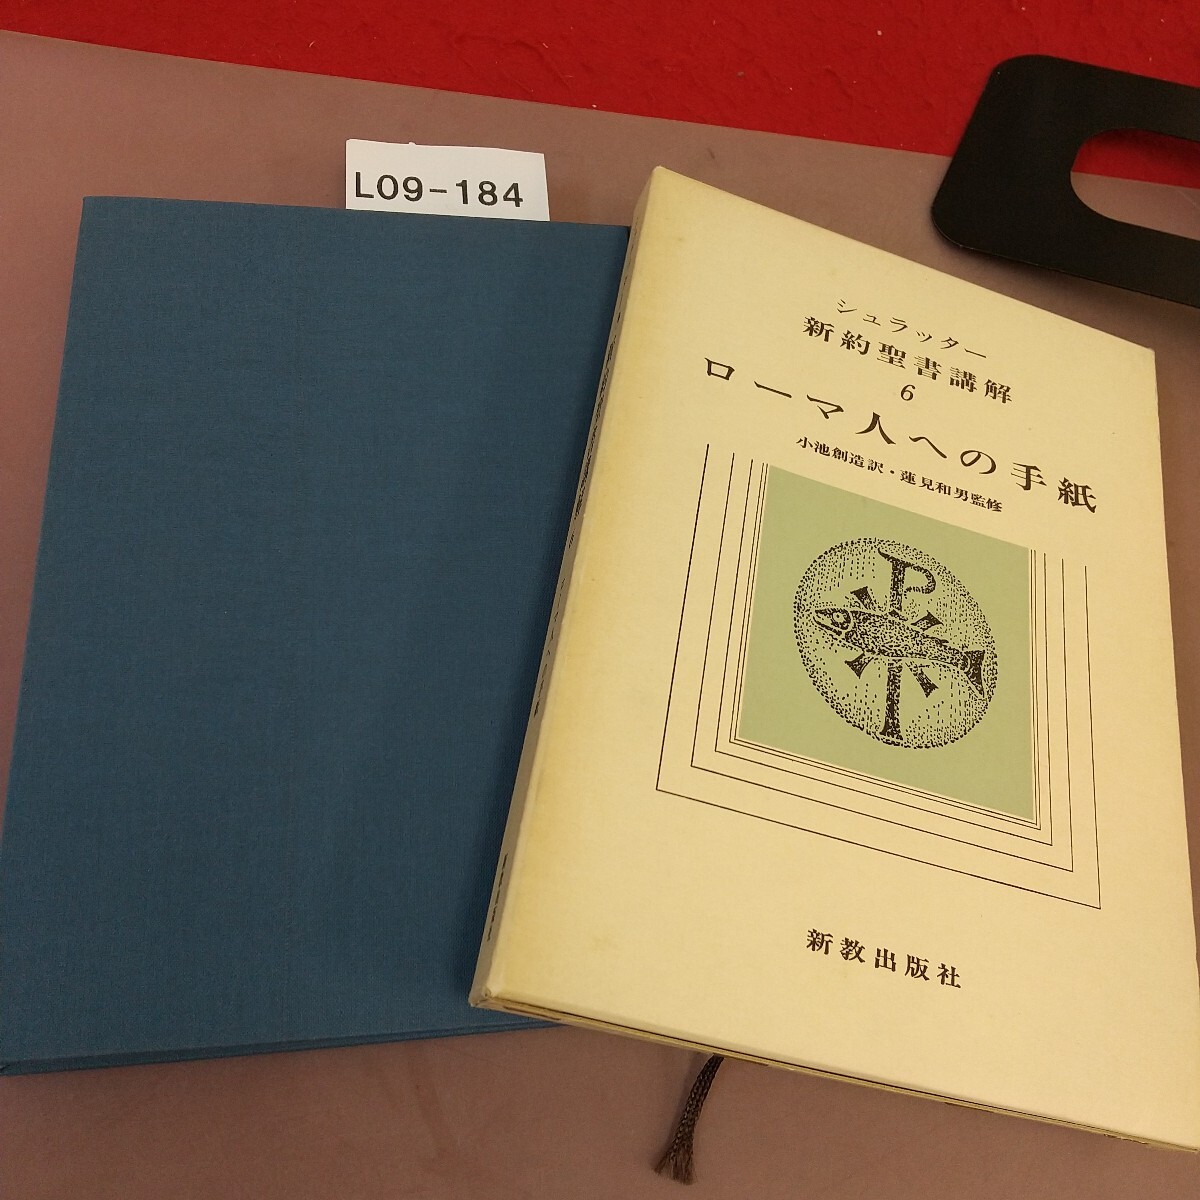 L09-184
シュラッター
新約聖書講解
6
ローマ人への手紙
小池創造訳・蓮見和男監修
新教出版社